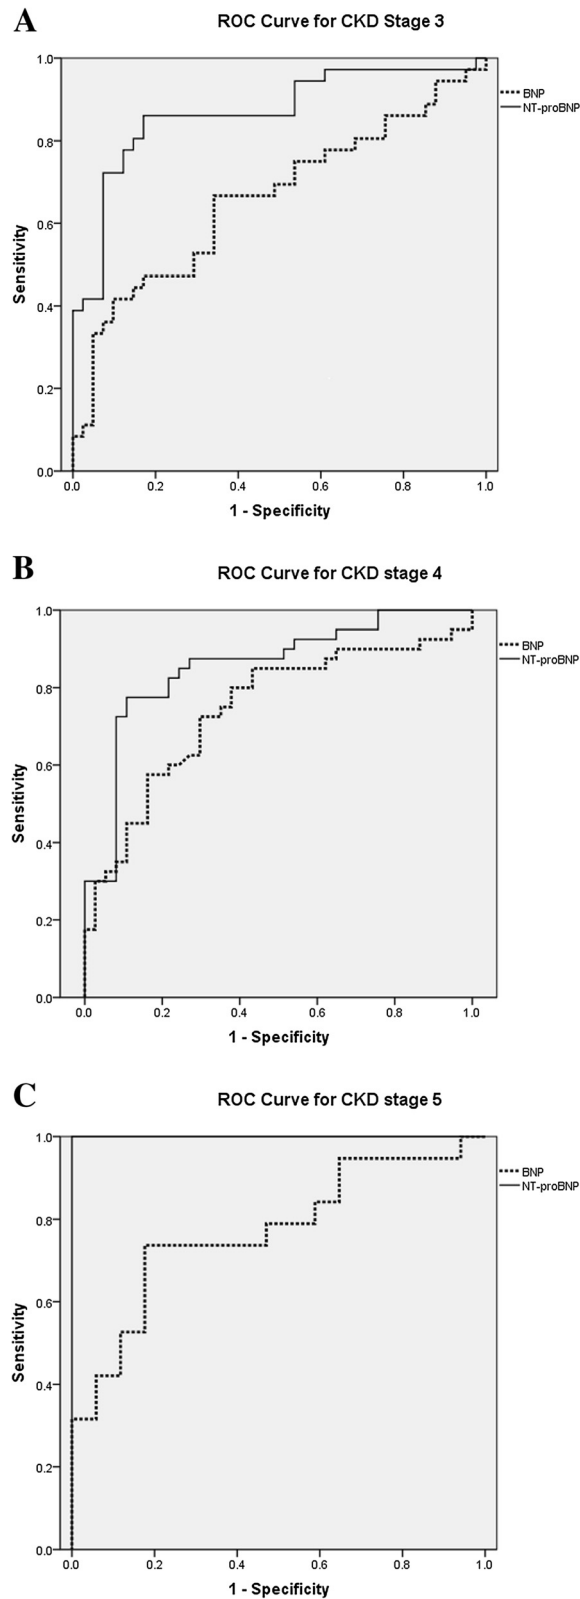 A
ROC Curve for CKD Stage 3
1.0
0.8
0.6
0.4
0.2
0.0
Sensitivity
0.0 0.2 0.4 0.6 0.8 1.0
1 - Specificity
BNP
NT-proBNP
B
ROC Curve for CKD stage 4
1.0
0.8
0.6
0.4
0.2
0.0
Sensitivity
0.0 0.2 0.4 0.6 0.8 1.0
1 - Specificity
BNP
NT-proBNP
C
ROC Curve for CKD stage 5
1.0
0.8
0.6
0.4
0.2
0.0
Sensitivity
0.0 0.2 0.4 0.6 0.8 1.0
1 - Specificity
BNP
NT-proBNP